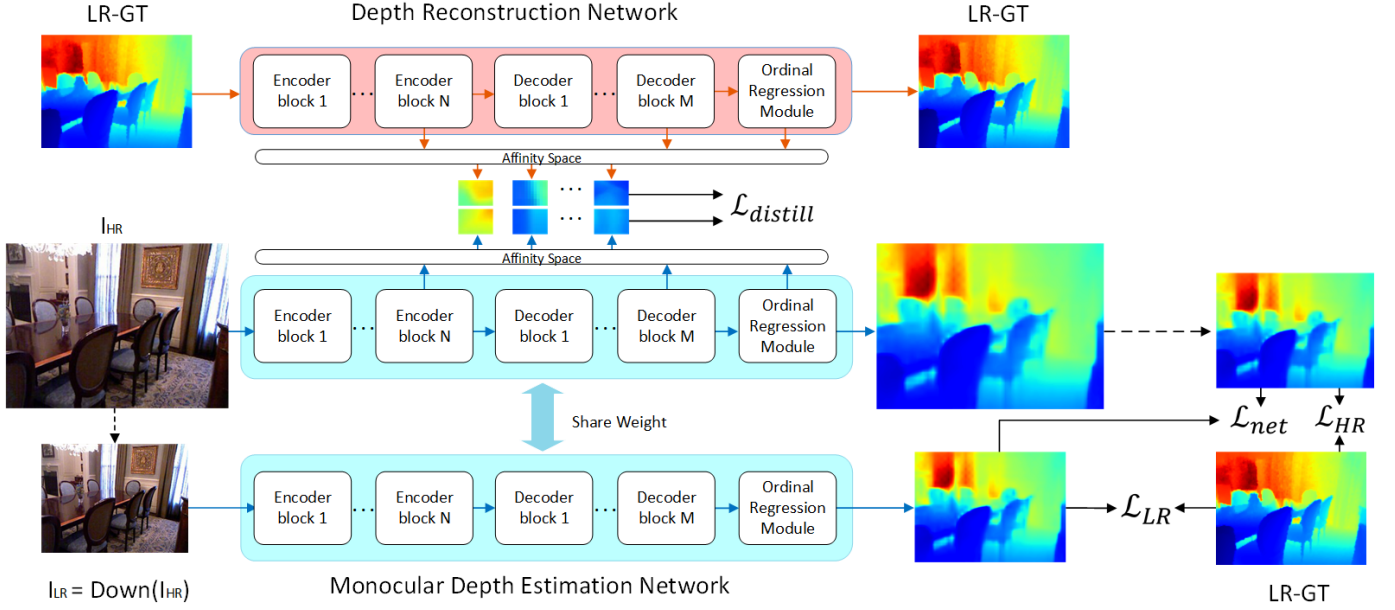 LR-GT
Depth Reconstruction Network
LR-GT
Encoder block 1
...
Encoder block N
Decoder block 1
...
Decoder block M
Ordinal Regression Module
Affinity Space
...
ℒdistill
...
IHR
Affinity Space
Encoder block 1
...
Encoder block N
Decoder block 1
...
Decoder block M
Ordinal Regression Module
Share Weight
ℒnet
ℒHR
Encoder block 1
...
Encoder block N
Decoder block 1
...
Decoder block M
Ordinal Regression Module
ℒLR
ILR = Down(IHR)
Monocular Depth Estimation Network
LR-GT